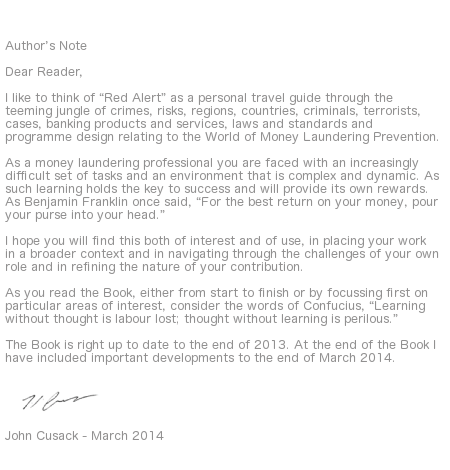 Author's Note
Dear Reader,
I like to think of “Red Alert” as a personal travel guide through the
teeming jungle of crimes, risks, regions, countries, criminals, terrorists,
cases, banking products and services, laws and standards and
programme design relating to the World of Money Laundering Prevention.
As a money laundering professional you are faced with an increasingly
difficult set of tasks and an environment that is complex and dynamic. As
such learning holds the key to success and will provide its own rewards.
As Benjamin Franklin once said, “For the best return on your money, pour
your purse into your head.”
I hope you will find this both of interest and of use, in placing your work
in a broader context and in navigating through the challenges of your own
role and in refining the nature of your contribution.
As you read the Book, either from start to finish or by focussing first on
particular areas of interest, consider the words of Confucius, “Learning
without thought is labour lost; thought without learning is perilous.”
The Book is right up to date to the end of 2013. At the end of the Book I
have included important developments to the end of March 2014.
John Cusack - March 2014